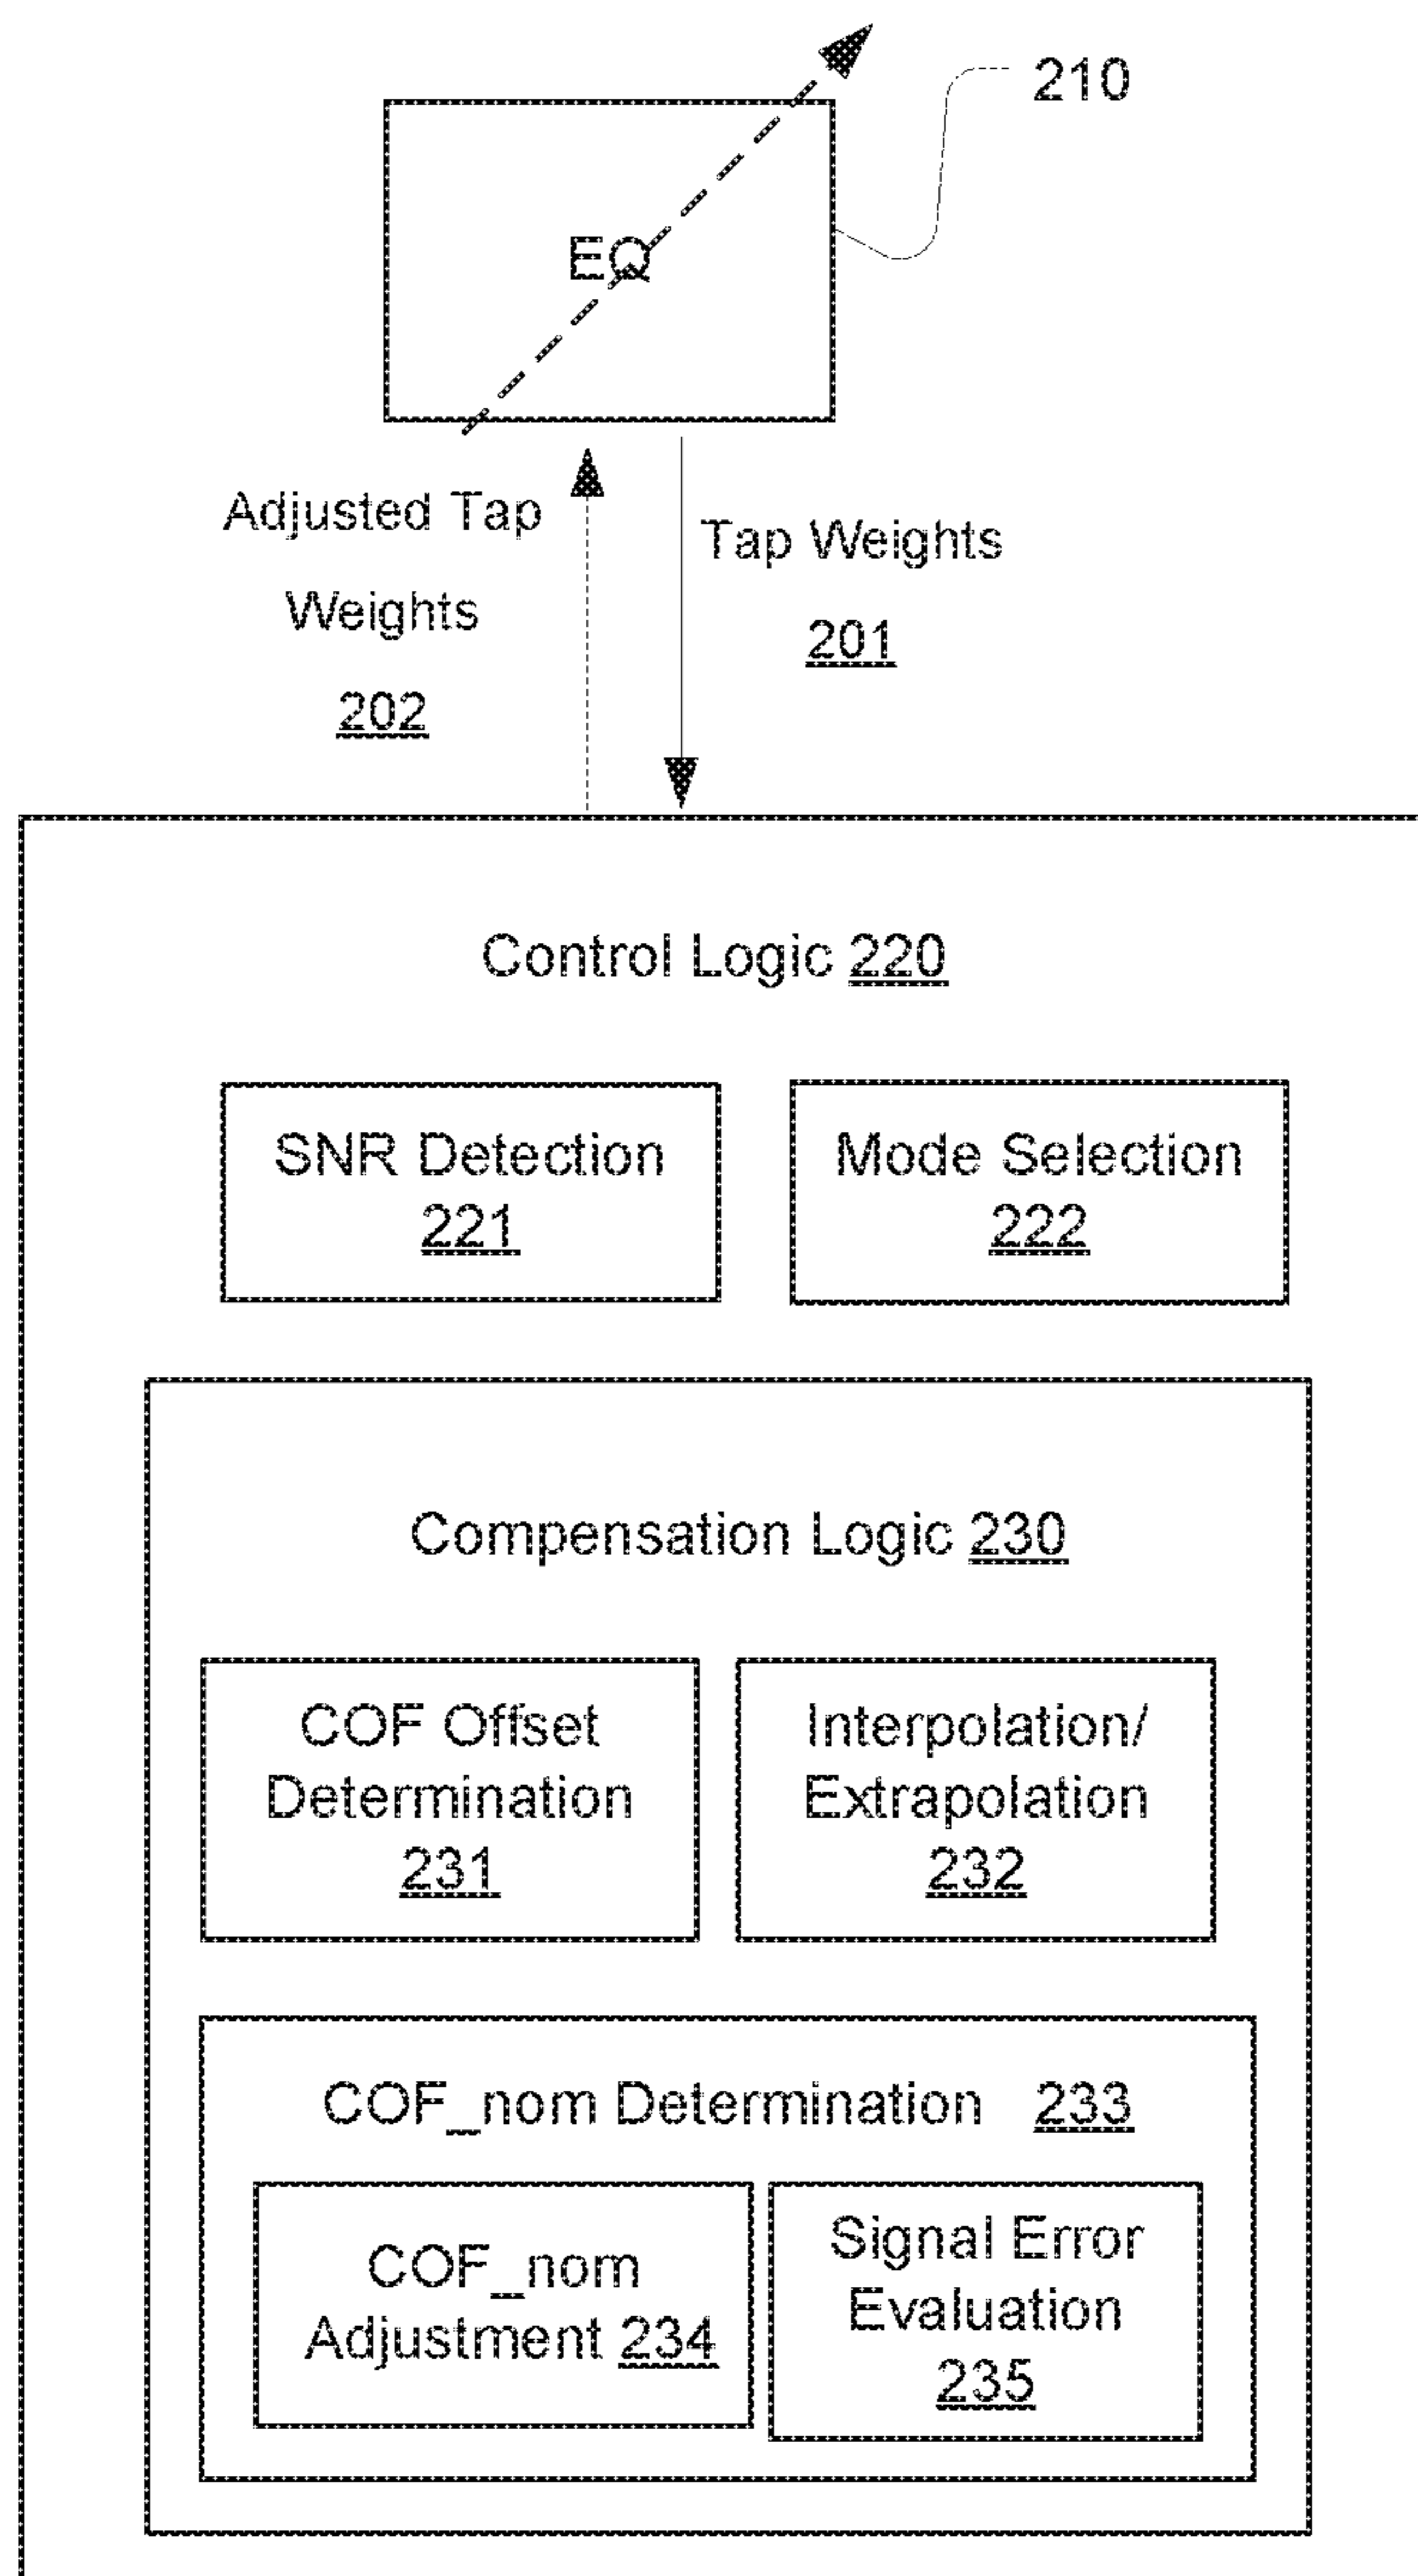 210
EQ
Adjusted Tap
Weights
202
Tap Weights
201
Control Logic 220
SNR Detection
221
Mode Selection
222
Compensation Logic 230
COF Offset
Determination
231
Interpolation/
Extrapolation
232
COF_nom Determination 233
COF_nom
Adjustment 234
Signal Error
Evaluation
235